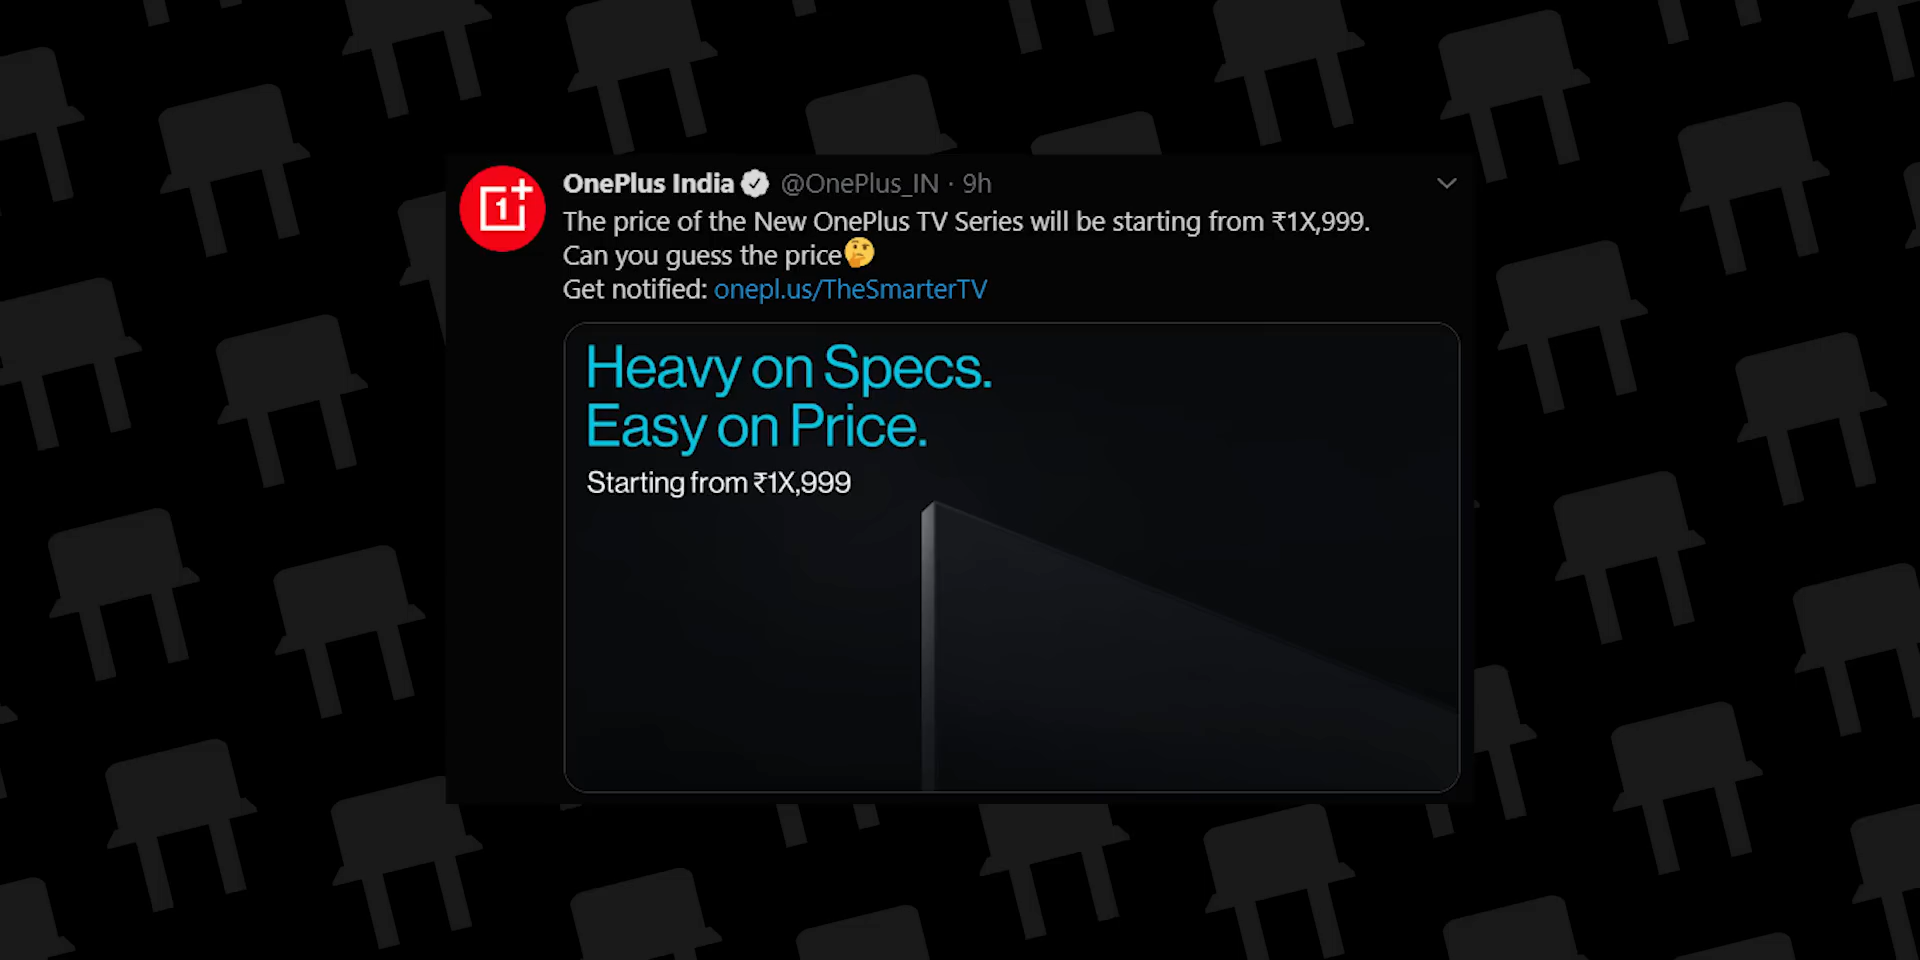 OnePlus India @OnePlus_IN · 9h
The price of the New OnePlus TV Series will be starting from ₹1X,999.
Can you guess the price🤔
Get notified: onepl.us/TheSmarterTV
Heavy on Specs.
Easy on Price.
Starting from ₹1X,999